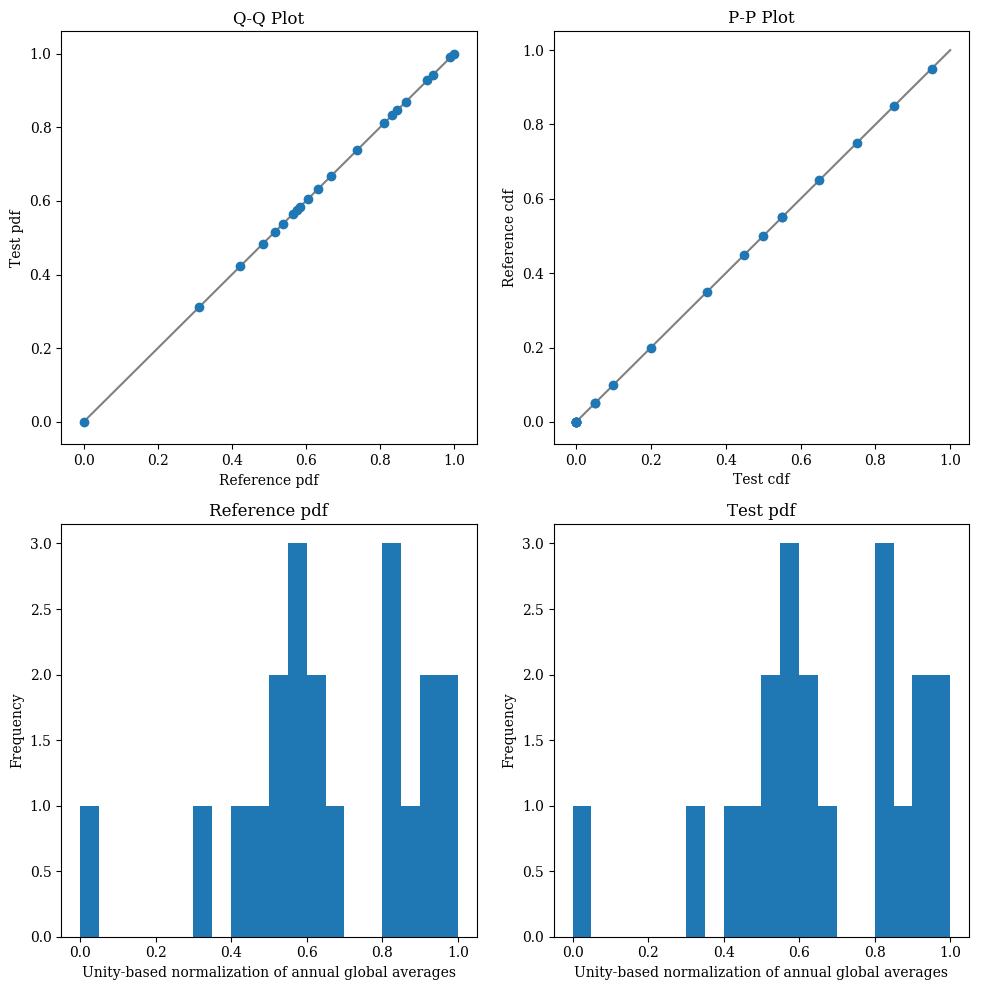 Q-Q Plot
1.0
0.8
0.6
0.4
0.2
0.0
Test pdf
0.0 0.2 0.4 0.6 0.8 1.0
Reference pdf
P-P Plot
1.0
0.8
0.6
0.4
0.2
0.0
Reference cdf
0.0 0.2 0.4 0.6 0.8 1.0
Test cdf
Reference pdf
3.0
2.5
2.0
1.5
1.0
0.5
0.0
Frequency
0.0 0.2 0.4 0.6 0.8 1.0
Unity-based normalization of annual global averages
Test pdf
3.0
2.5
2.0
1.5
1.0
0.5
0.0
Frequency
0.0 0.2 0.4 0.6 0.8 1.0
Unity-based normalization of annual global averages